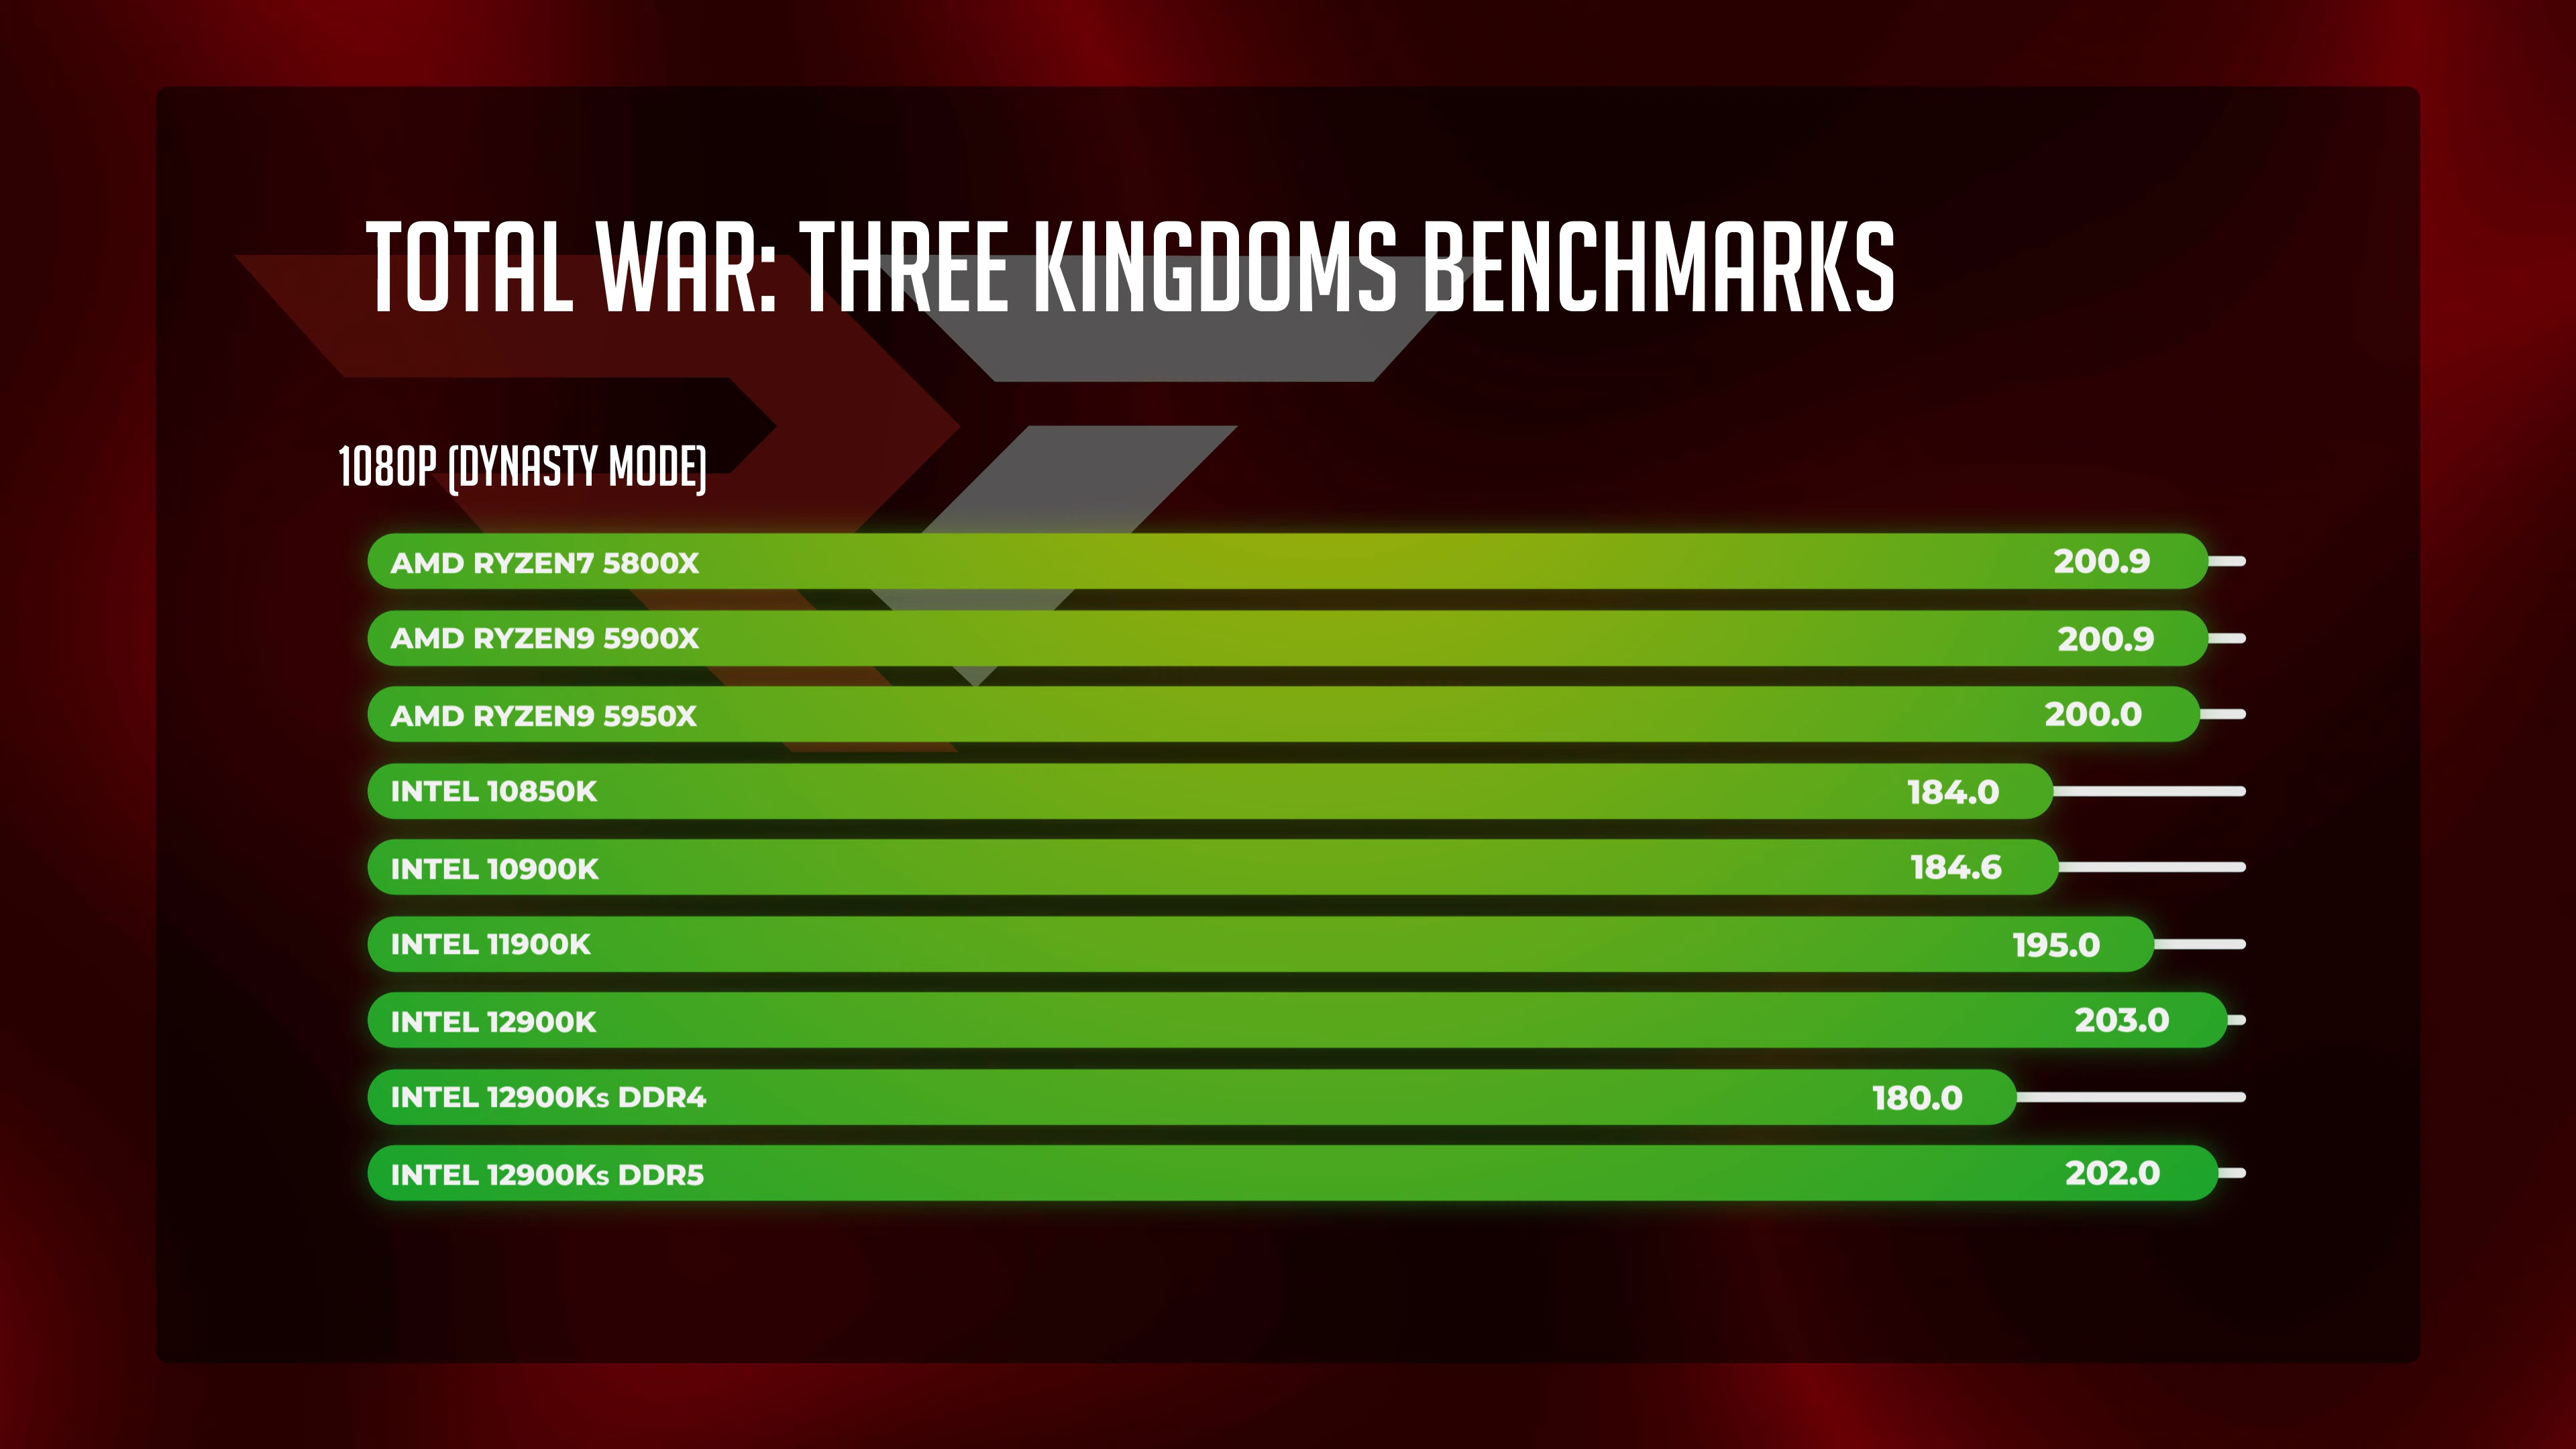 TOTAL WAR: THREE KINGDOMS BENCHMARKS
1080P (DYNASTY MODE)
AMD RYZEN7 5800X 200.9
AMD RYZEN9 5900X 200.9
AMD RYZEN9 5950X 200.0
INTEL 10850K 184.0
INTEL 10900K 184.6
INTEL 11900K 195.0
INTEL 12900K 203.0
INTEL 12900Ks DDR4 180.0
INTEL 12900Ks DDR5 202.0